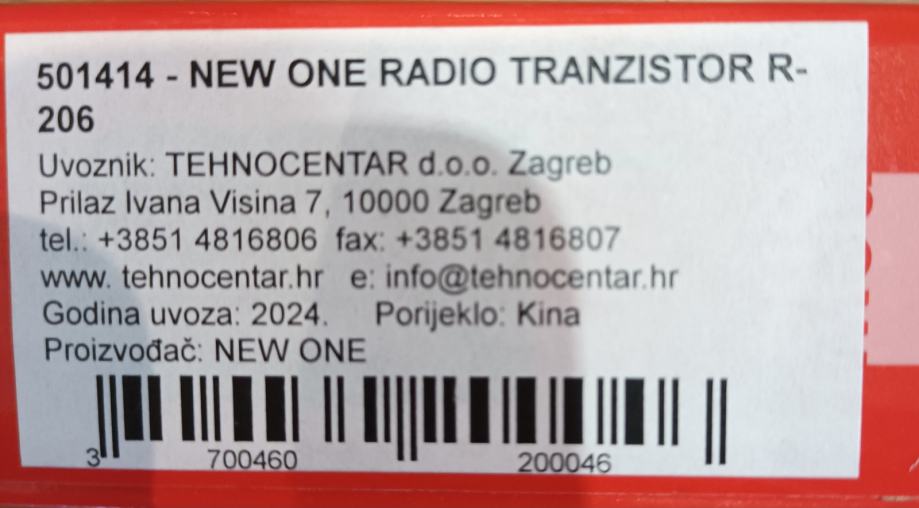 501414 - NEW ONE RADIO TRANZISTOR R-
206
Uvoznik: TEHNOCENTAR d.o.o. Zagreb
Prilaz Ivana Visina 7, 10000 Zagreb
tel.: +3851 4816806 fax: +3851 4816807
www. tehnocentar.hr e: info@tehnocentar.hr
Godina uvoza: 2024. Porijeklo: Kina
Proizvođač: NEW ONE
3 700460 200046